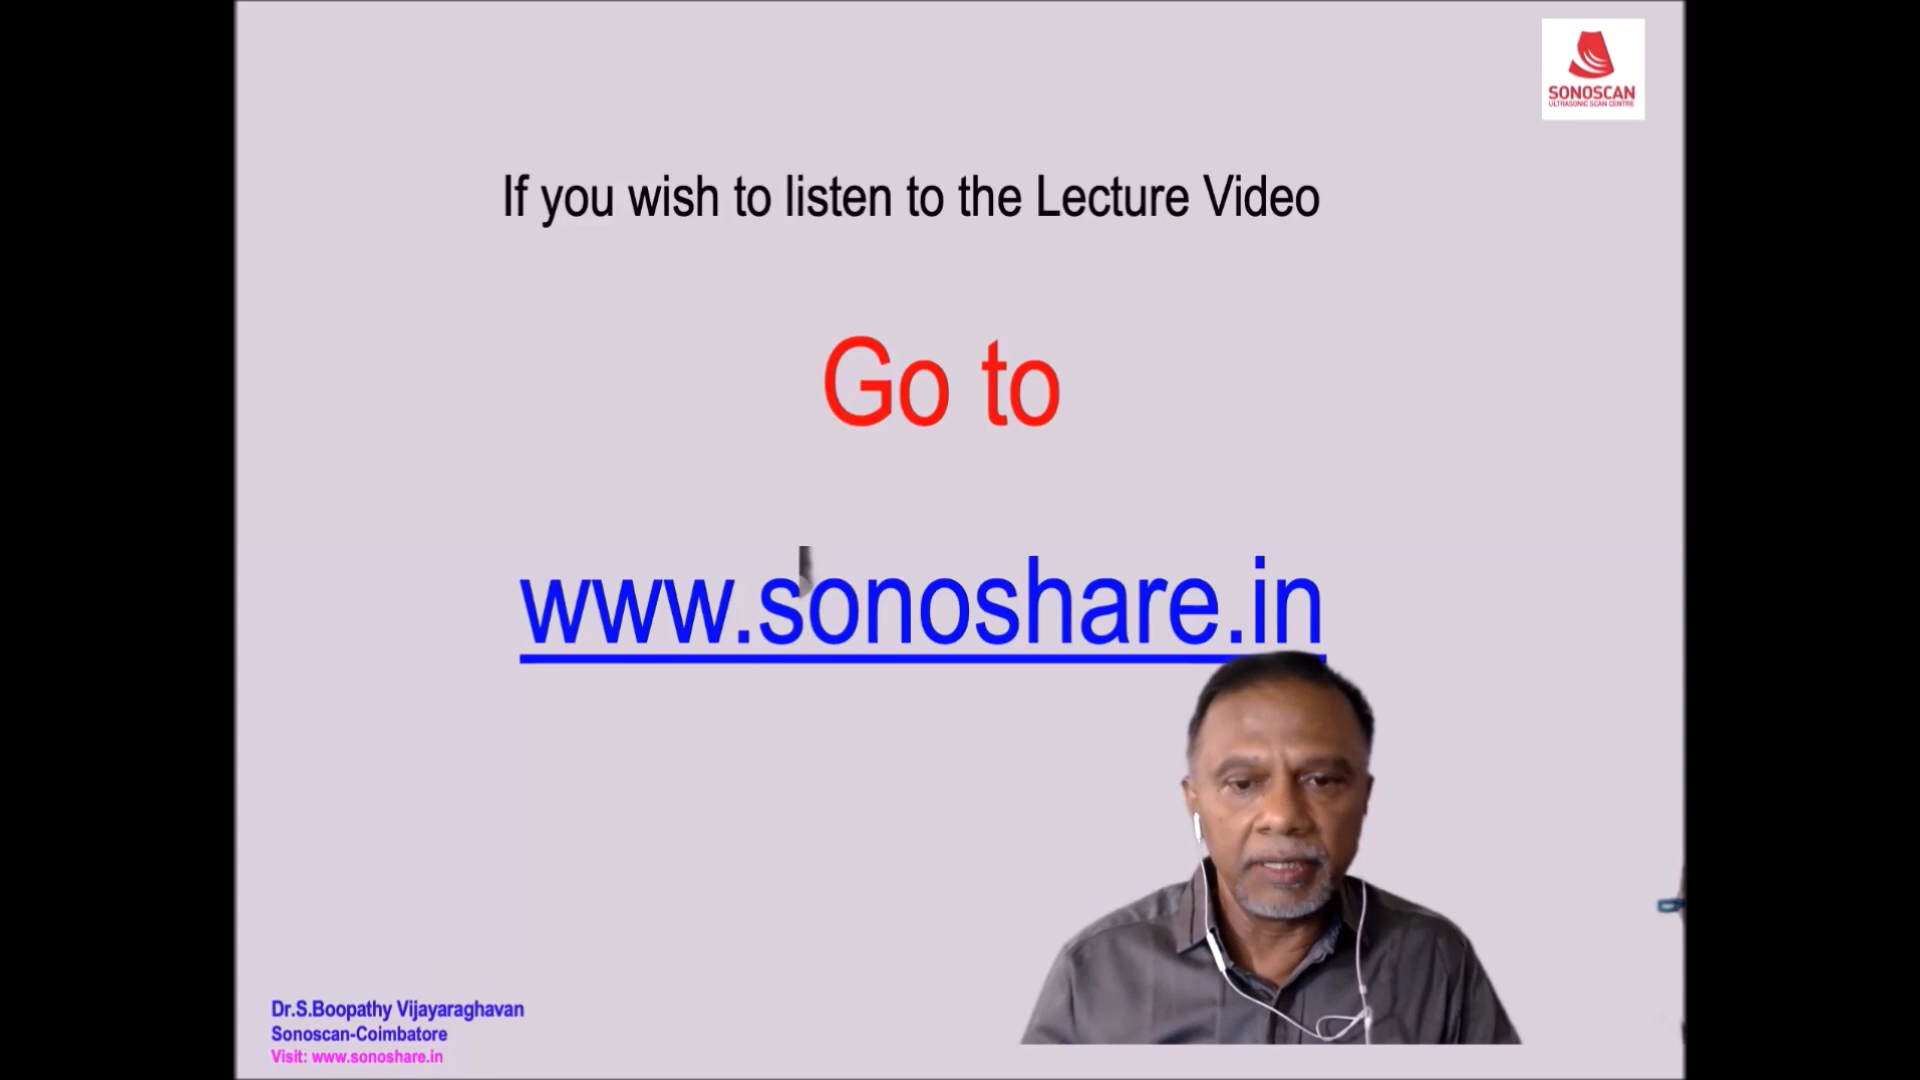 SONOSCAN
ULTRASONIC SCAN CENTRE
If you wish to listen to the Lecture Video
Go to
www.sonoshare.in
Dr.S.Boopathy Vijayaraghavan
Sonoscan-Coimbatore
Visit: www.sonoshare.in